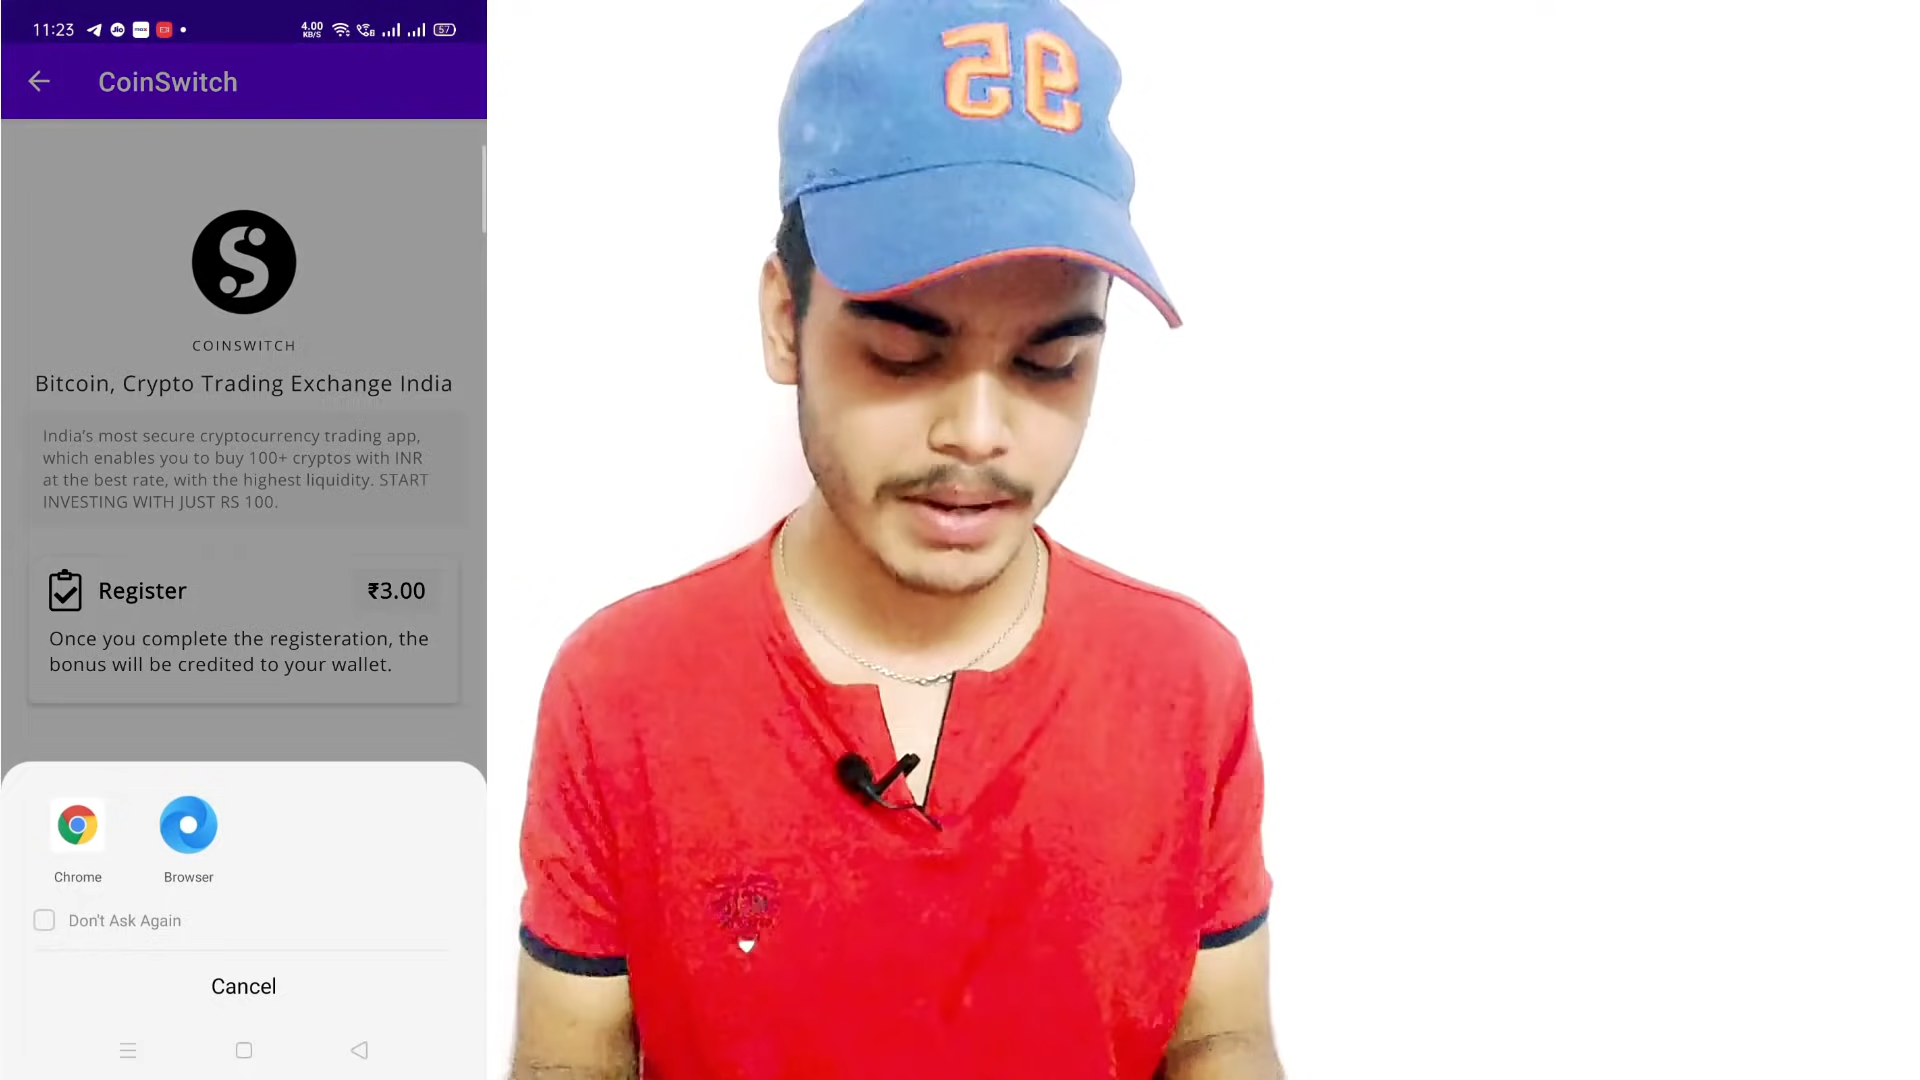 11:23
4.00
KB/S
57
CoinSwitch
COINSWITCH
Bitcoin, Crypto Trading Exchange India
India's most secure cryptocurrency trading app,
which enables you to buy 100+ cryptos with INR
at the best rate, with the highest liquidity. START
INVESTING WITH JUST RS 100.
Register
₹3.00
Once you complete the registeration, the
bonus will be credited to your wallet.
Chrome
Browser
Don't Ask Again
Cancel